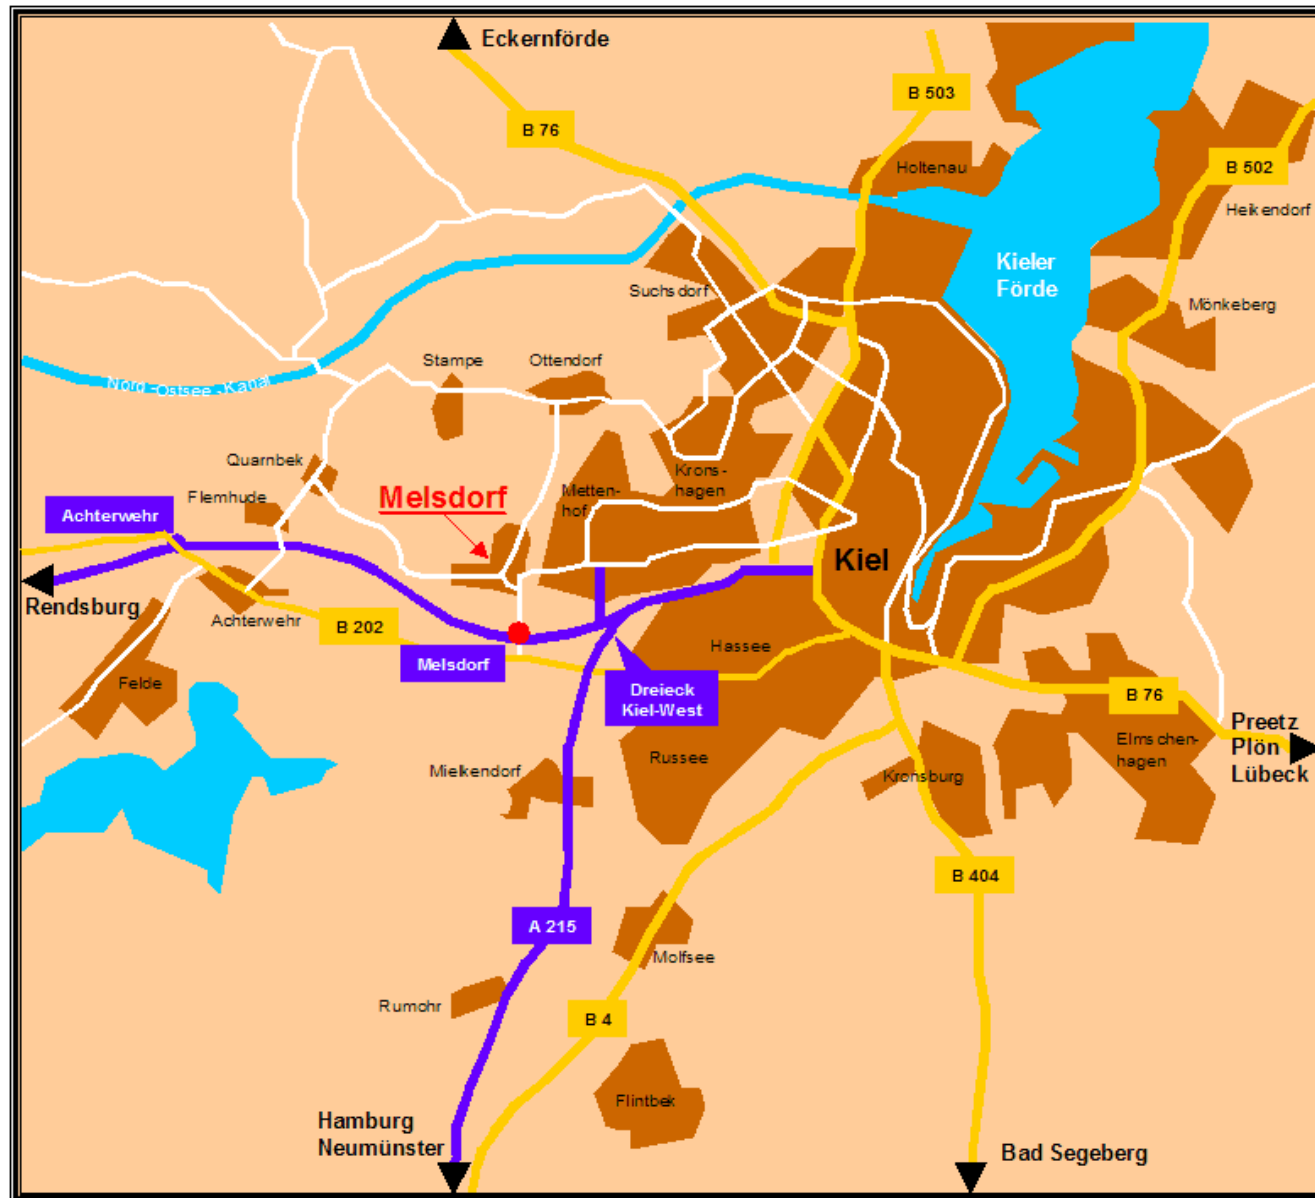 Eckernförde
B 503
B 76
B 502
Holtenau
Heikendorf
Kieler
Förde
Suchsdorf
Mönkeberg
Stampe
Ottendorf
Nord-Ostsee-Kanal
Quarnbek
Krons-
hagen
Flemhude
Melsdorf
Metten-
hof
Achterwehr
Kiel
Rendsburg
Achterwehr
B 202
Hassee
Melsdorf
Felde
Dreieck
Kiel-West
B 76
Preetz
Plön
Lübeck
Elmschen-
hagen
Russee
Mielkendorf
Kronsburg
B 404
A 215
Molfsee
Rumohr
B 4
Flintbek
Hamburg
Neumünster
Bad Segeberg